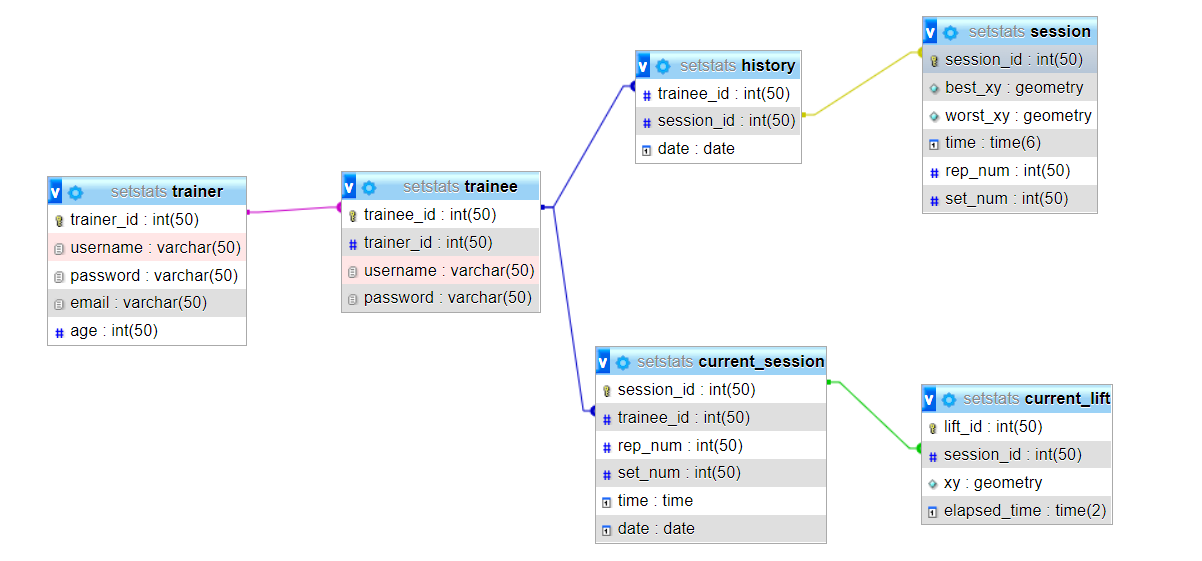 v setstats trainer
trainer_id : int(50)
username : varchar(50)
password : varchar(50)
email : varchar(50)
# age : int(50)
v setstats trainee
trainee_id : int(50)
# trainer_id : int(50)
username : varchar(50)
password : varchar(50)
v setstats history
# trainee_id : int(50)
# session_id : int(50)
date : date
v setstats session
session_id : int(50)
best_xy : geometry
worst_xy : geometry
time : time(6)
# rep_num : int(50)
# set_num : int(50)
v setstats current_session
session_id : int(50)
# trainee_id : int(50)
# rep_num : int(50)
# set_num : int(50)
time : time
date : date
v setstats current_lift
lift_id : int(50)
# session_id : int(50)
xy : geometry
elapsed_time : time(2)